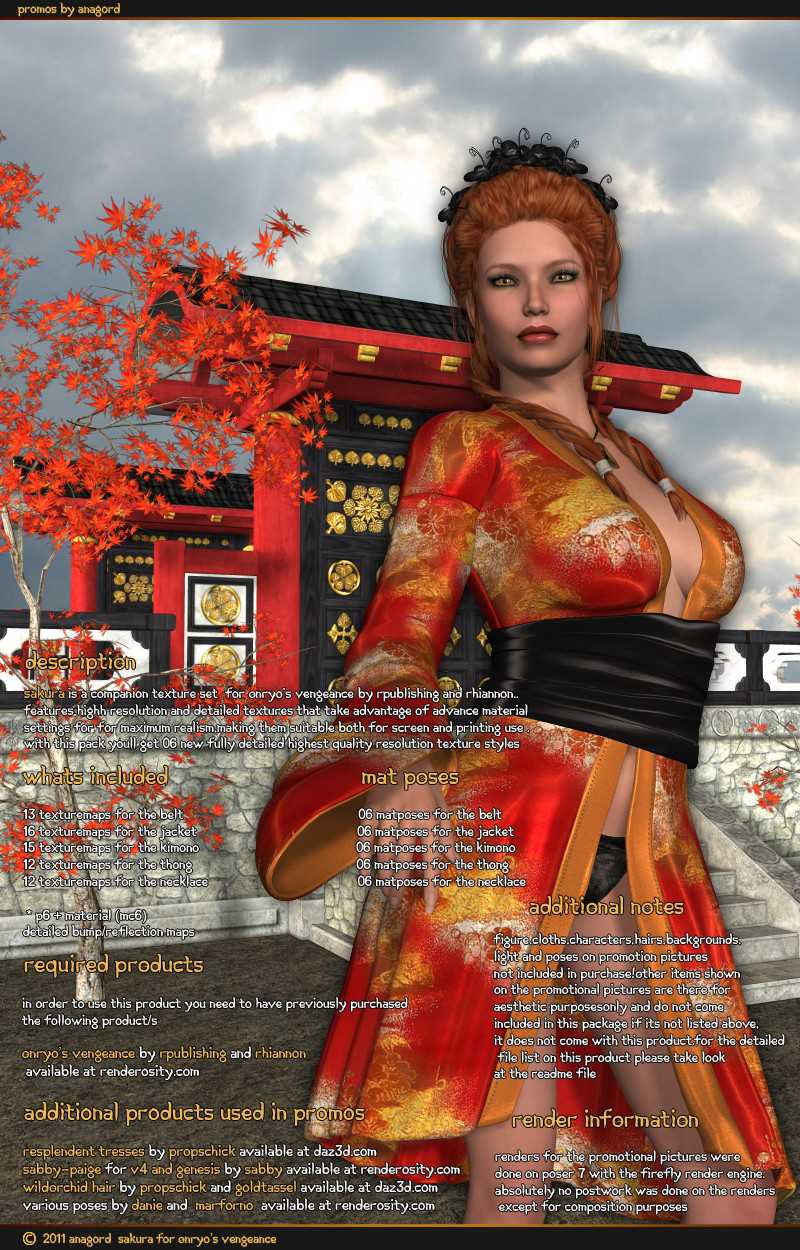 promos by anagord
description
sakura is a companion texture set for onryo's vengeance by rpublishing and rhiannon..
features highh resolution and detailed textures that take advantage of advance material
settings for for maximum realism.making them suitable both for screen and printing use .
with this pack youll get 06 new fully detailed highest quality resolution texture styles
whats included
13 texturemaps for the belt
16 texturemaps for the jacket
15 texturemaps for the kimono
12 texturemaps for the thong
12 texturemaps for the necklace
* p6 + material (mc6)
detailed bump/reflection maps
mat poses
06 matposes for the belt
06 matposes for the jacket
06 matposes for the kimono
06 matposes for the thong
06 matposes for the necklace
required products
in order to use this product you need to have previously purchased
the following product/s
onryo's vengeance by rpublishing and rhiannon
available at renderosity.com
additional notes
figure.cloths.characters.hairs.backgrounds.
light and poses on promotion pictures
not included in purchase!other items shown
on the promotional pictures are there for
aesthetic purposesonly and do not come
included in this package if its not listed above.
it does not come with this product.for the detailed
file list on this product please take look
at the readme file
additional products used in promos
resplendent tresses by propschick available at daz3d.com
sabby-paige for v4 and genesis by sabby available at renderosity.com
wildorchid hair by propschick and goldtassel available at daz3d.com
various poses by danie and marforno available at renderosity.com
render information
renders for the promotional pictures were
done on poser 7 with the firefly render engine.
absolutely no postwork was done on the renders
except for composition purposes
© 2011 anagord sakura for onryo's vengeance